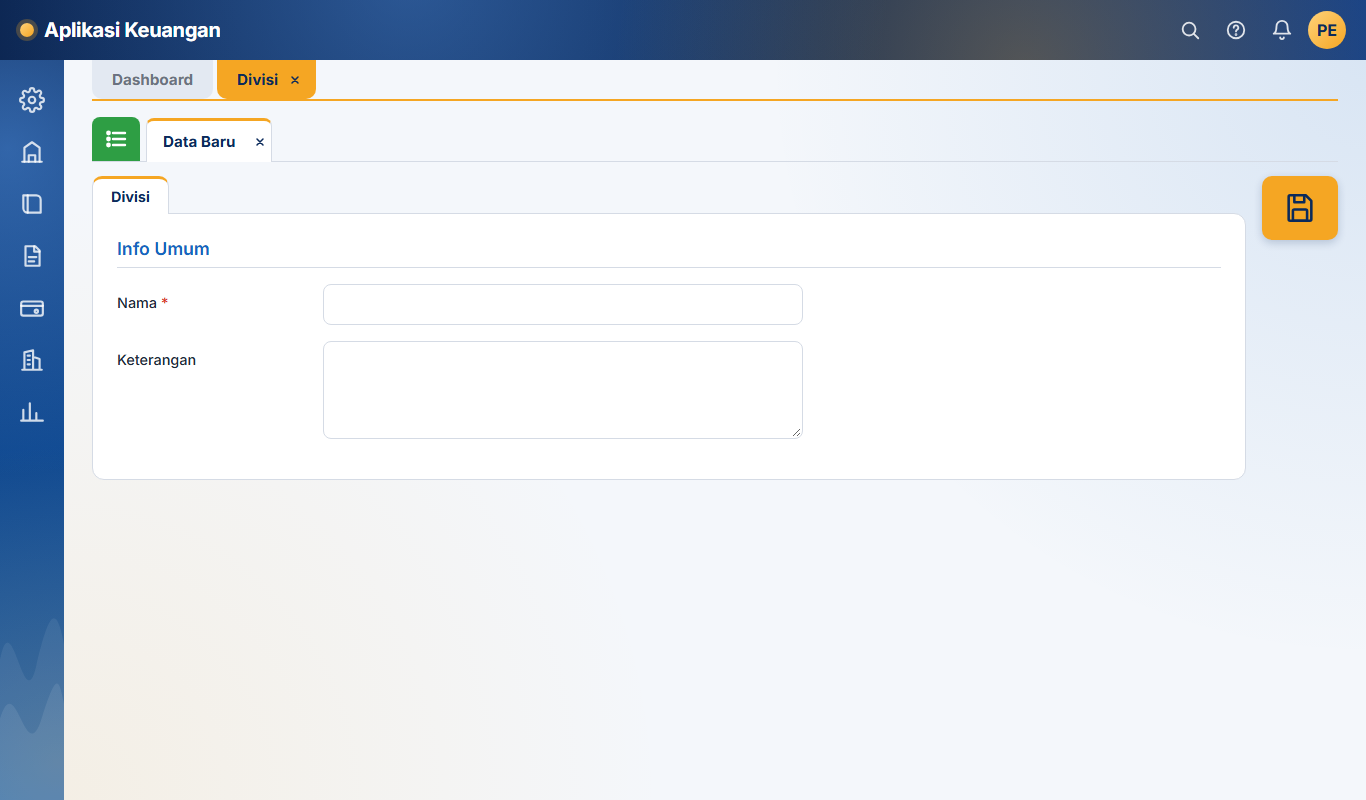 Aplikasi Keuangan
PE
Dashboard
Divisi ×
Data Baru ×
Divisi
Info Umum
Nama *
Keterangan